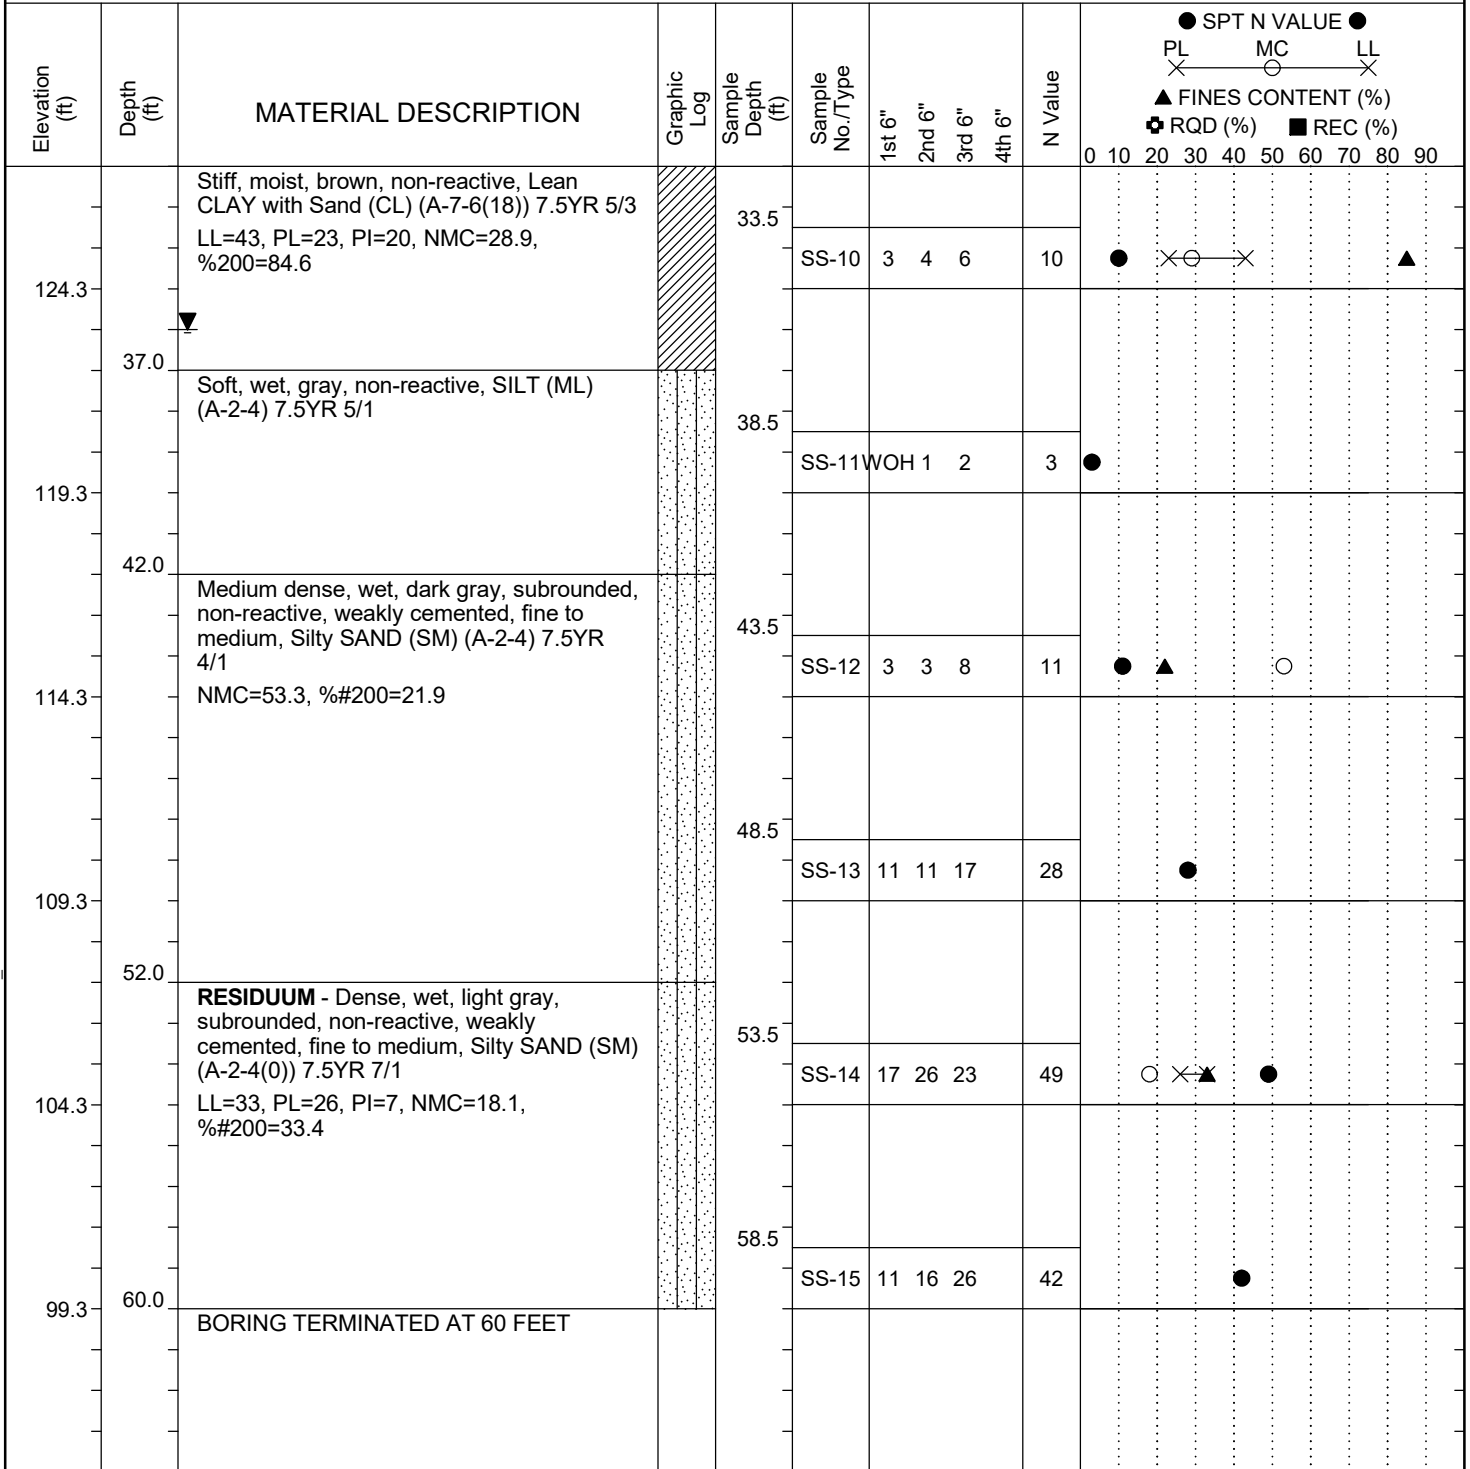 ● SPT N VALUE ●
PL MC LL
▲ FINES CONTENT (%)
RQD (%) ■ REC (%)
Elevation (ft)
Depth (ft)
MATERIAL DESCRIPTION
Graphic Log
Sample Depth (ft)
Sample No./Type
1st 6"
2nd 6"
3rd 6"
4th 6"
N Value
0 10 20 30 40 50 60 70 80 90
Stiff, moist, brown, non-reactive, Lean
CLAY with Sand (CL) (A-7-6(18)) 7.5YR 5/3
LL=43, PL=23, PI=20, NMC=28.9,
%200=84.6
33.5
SS-10 3 4 6 10
124.3
37.0
Soft, wet, gray, non-reactive, SILT (ML)
(A-2-4) 7.5YR 5/1
38.5
SS-11 WOH 1 2 3
119.3
42.0
Medium dense, wet, dark gray, subrounded,
non-reactive, weakly cemented, fine to
medium, Silty SAND (SM) (A-2-4) 7.5YR
4/1
NMC=53.3, %#200=21.9
43.5
SS-12 3 3 8 11
114.3
48.5
SS-13 11 11 17 28
109.3
52.0
RESIDUUM - Dense, wet, light gray,
subrounded, non-reactive, weakly
cemented, fine to medium, Silty SAND (SM)
(A-2-4(0)) 7.5YR 7/1
LL=33, PL=26, PI=7, NMC=18.1,
%#200=33.4
53.5
SS-14 17 26 23 49
104.3
58.5
SS-15 11 16 26 42
99.3
60.0
BORING TERMINATED AT 60 FEET